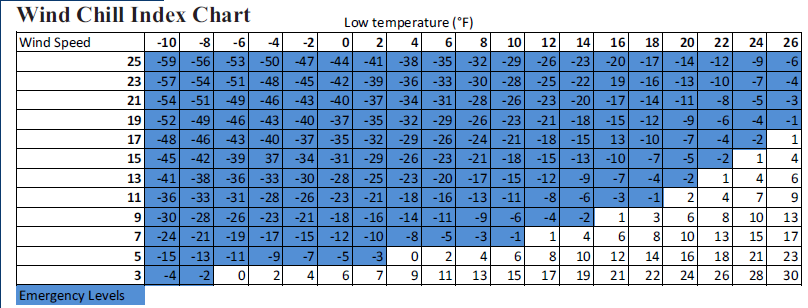 Wind Chill Index Chart
Low temperature (°F)
Wind Speed -10 -8 -6 -4 -2 0 2 4 6 8 10 12 14 16 18 20 22 24 26
25 -59 -56 -53 -50 -47 -44 -41 -38 -35 -32 -29 -26 -23 -20 -17 -14 -12 -9 -6
23 -57 -54 -51 -48 -45 -42 -39 -36 -33 -30 -28 -25 -22 19 -16 -13 -10 -7 -4
21 -54 -51 -49 -46 -43 -40 -37 -34 -31 -28 -26 -23 -20 -17 -14 -11 -8 -5 -3
19 -52 -49 -46 -43 -40 -37 -35 -32 -29 -26 -23 -21 -18 -15 -12 -9 -6 -4 -1
17 -48 -46 -43 -40 -37 -35 -32 -29 -26 -24 -21 -18 -15 13 -10 -7 -4 -2 1
15 -45 -42 -39 37 -34 -31 -29 -26 -23 -21 -18 -15 -13 -10 -7 -5 -2 1 4
13 -41 -38 -36 -33 -30 -28 -25 -23 -20 -17 -15 -12 -9 -7 -4 -2 1 4 6
11 -36 -33 -31 -28 -26 -23 -21 -18 -16 -13 -11 -8 -6 -3 -1 2 4 7 9
9 -30 -28 -26 -23 -21 -18 -16 -14 -11 -9 -6 -4 -2 1 3 6 8 10 13
7 -24 -21 -19 -17 -15 -12 -10 -8 -5 -3 -1 1 4 6 8 10 13 15 17
5 -15 -13 -11 -9 -7 -5 -3 0 2 4 6 8 10 12 14 16 18 21 23
3 -4 -2 0 2 4 6 7 9 11 13 15 17 19 21 22 24 26 28 30
Emergency Levels